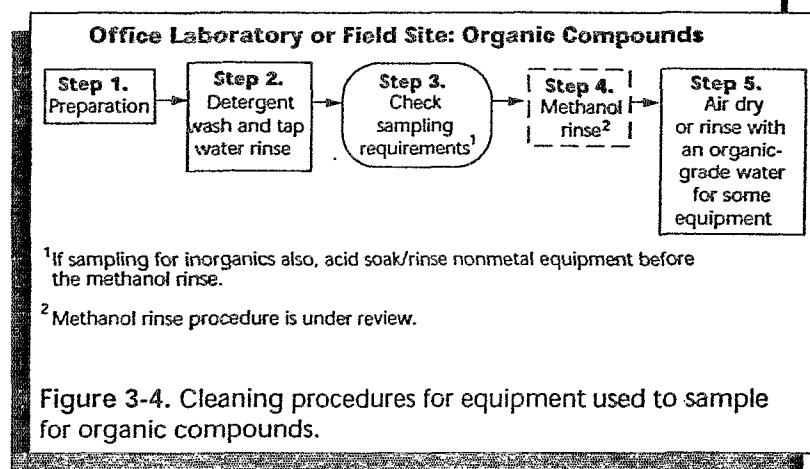 Office Laboratory or Field Site: Organic Compounds
Step 1.
Preparation
Step 2.
Detergent
wash and tap
water rinse
Step 3.
Check
sampling
requirements¹
Step 4.
Methanol
rinse²
Step 5.
Air dry
or rinse with
an organic-
grade water
for some
equipment
¹If sampling for inorganics also, acid soak/rinse nonmetal equipment before
the methanol rinse.
²Methanol rinse procedure is under review.
Figure 3-4. Cleaning procedures for equipment used to sample
for organic compounds.